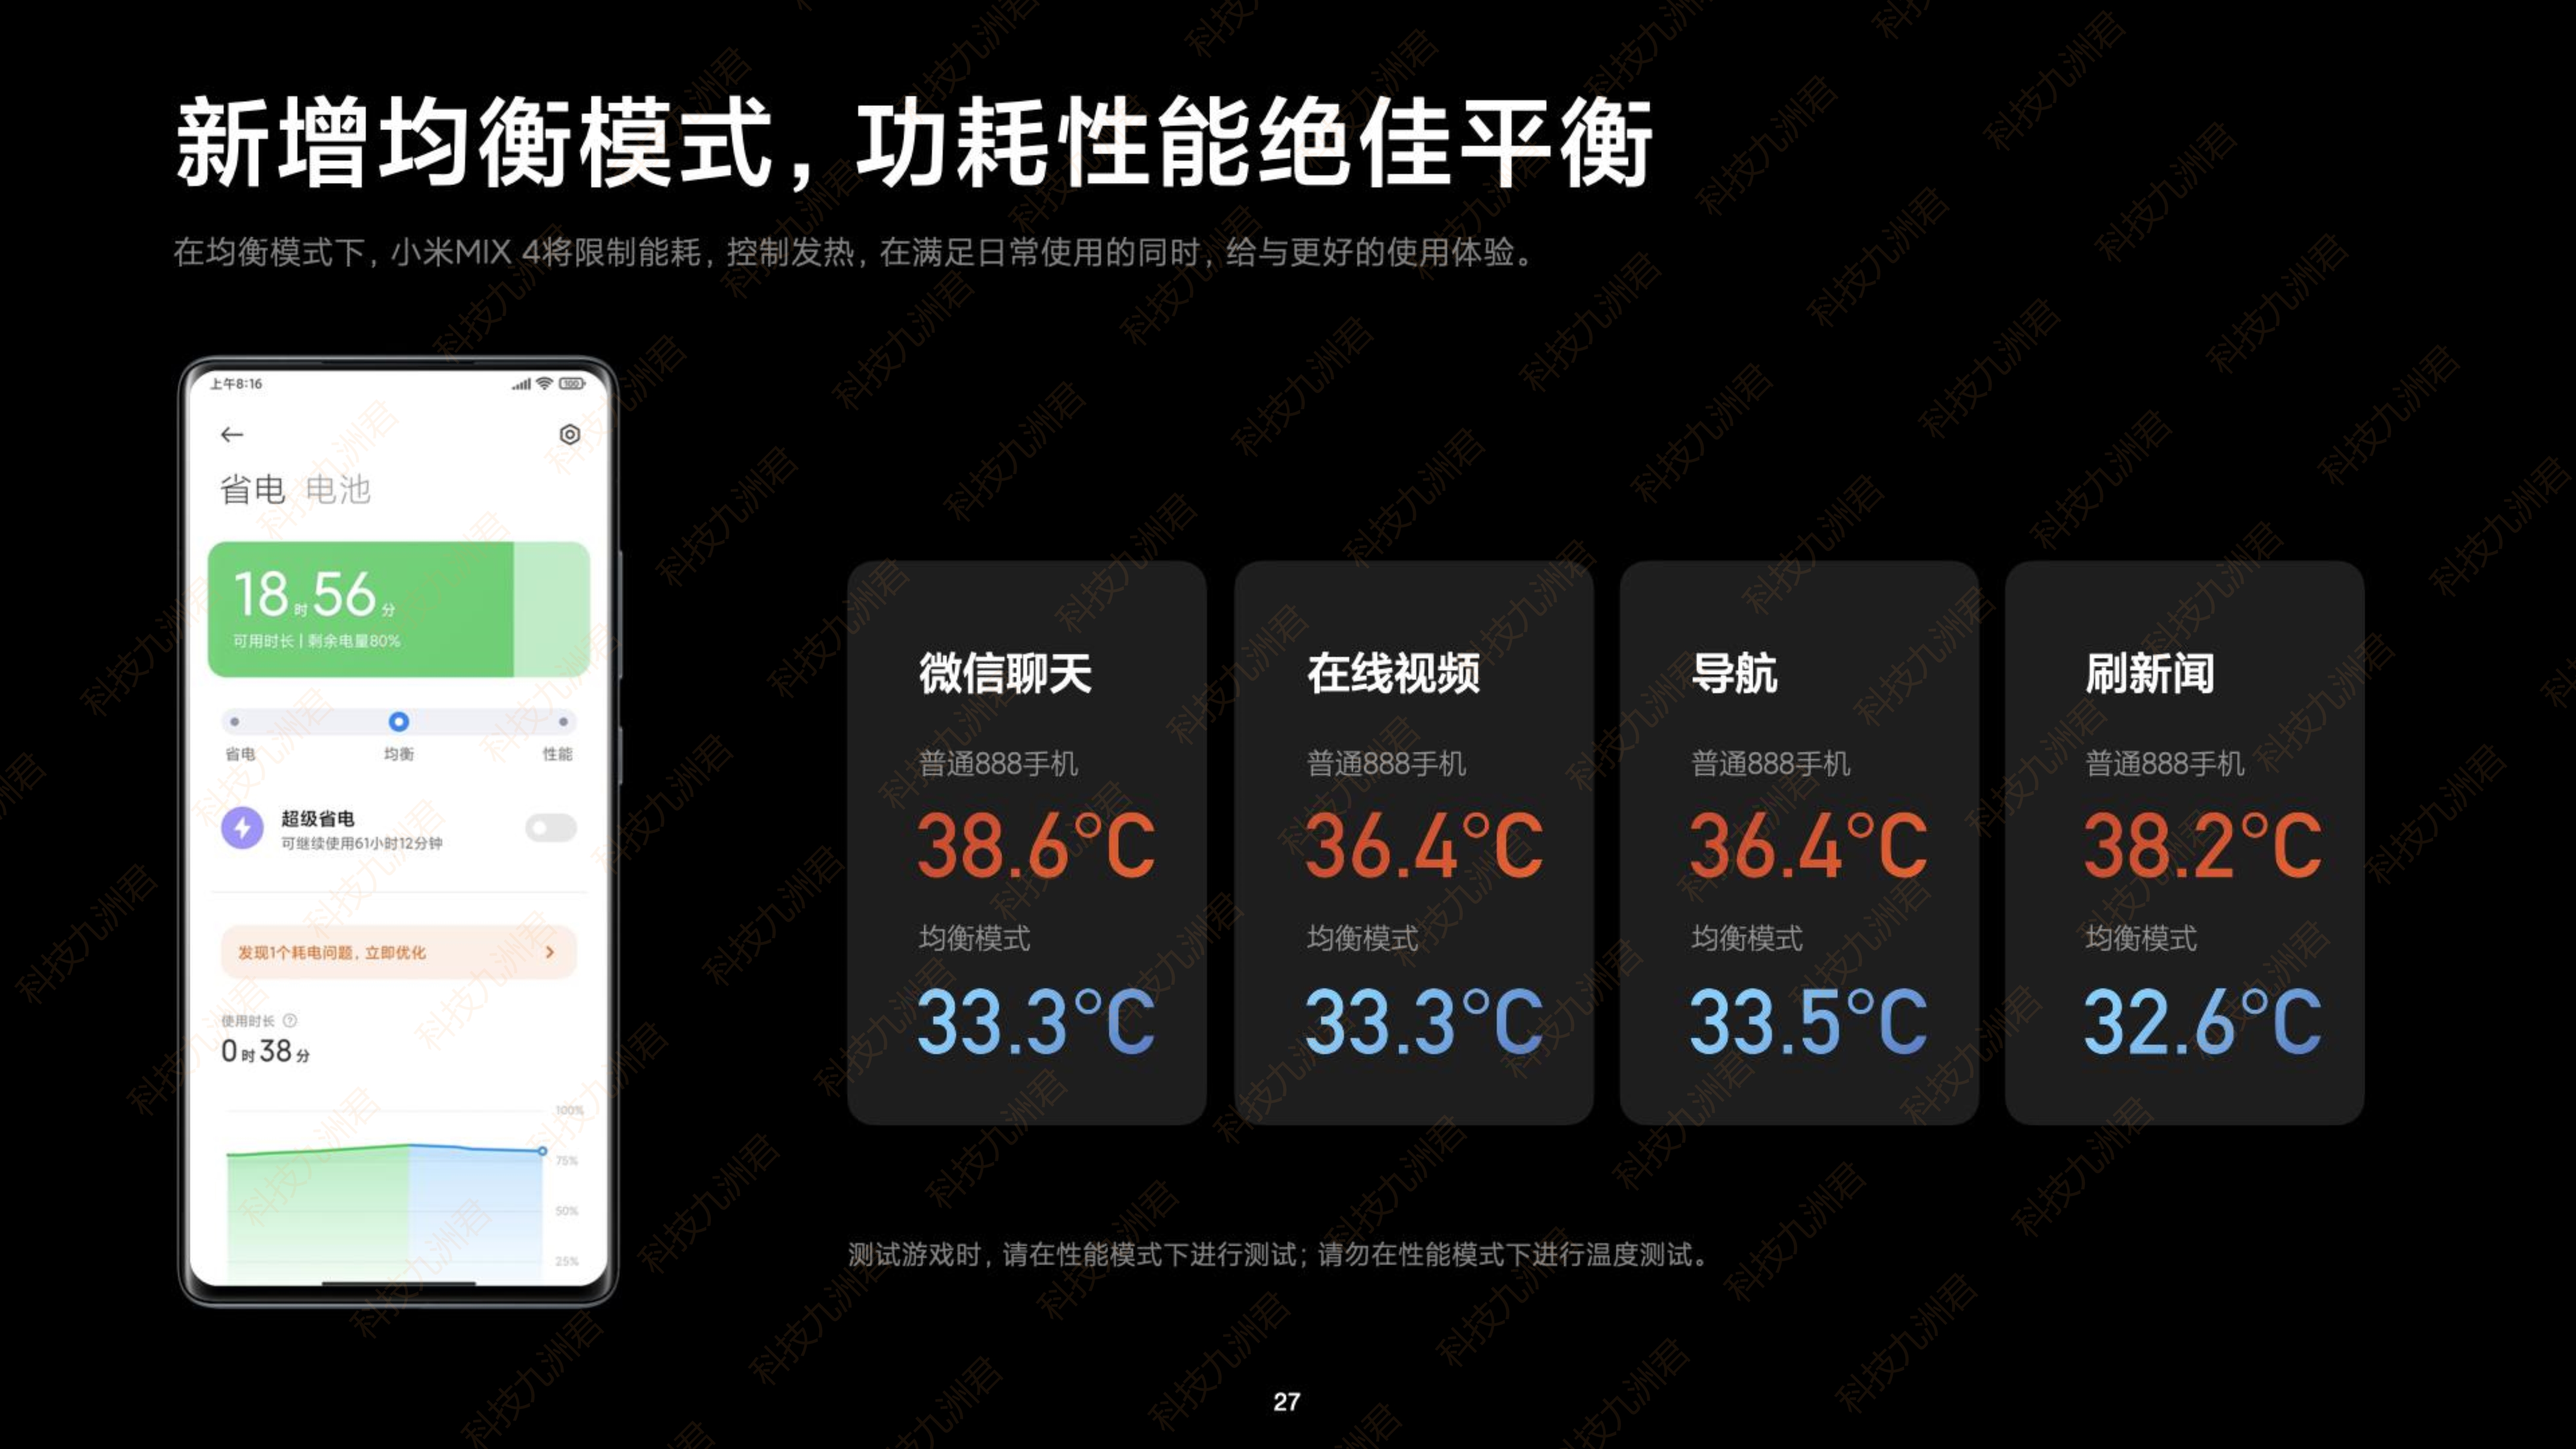 新增均衡模式，功耗性能绝佳平衡
在均衡模式下，小米MIX 4将限制能耗，控制发热，在满足日常使用的同时，给与更好的使用体验。
上午8:16
100
省电 电池
18时56分
可用时长 | 剩余电量80%
省电 均衡 性能
超级省电
可继续使用61小时12分钟
发现1个耗电问题，立即优化
使用时长
0时38分
100%
75%
50%
25%
微信聊天
普通888手机
38.6°C
均衡模式
33.3°C
在线视频
普通888手机
36.4°C
均衡模式
33.3°C
导航
普通888手机
36.4°C
均衡模式
33.5°C
刷新闻
普通888手机
38.2°C
均衡模式
32.6°C
测试游戏时，请在性能模式下进行测试；请勿在性能模式下进行温度测试。
27
科技九洲君